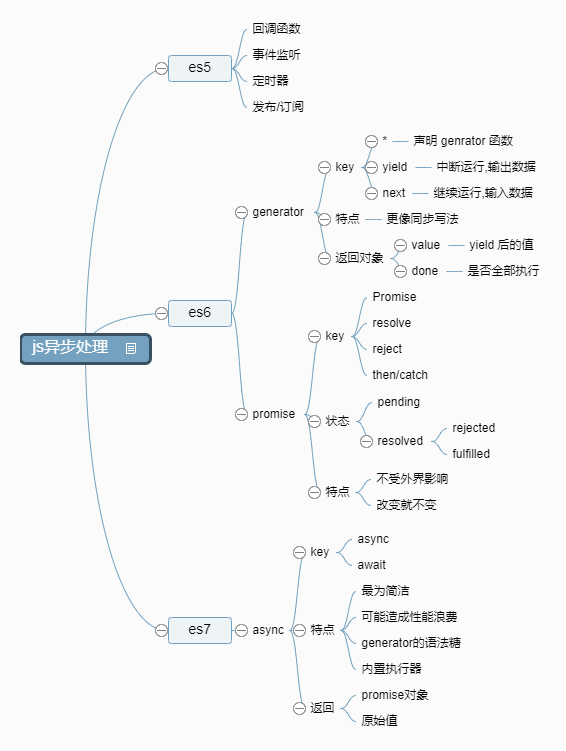 js异步处理
es5
回调函数
事件监听
定时器
发布/订阅
es6
generator
key
* 声明 genrator 函数
yield 中断运行,输出数据
next 继续运行,输入数据
特点 更像同步写法
返回对象
value yield 后的值
done 是否全部执行
promise
key
Promise
resolve
reject
then/catch
状态
pending
resolved
rejected
fulfilled
特点
不受外界影响
改变就不变
es7
async
key
async
await
特点
最为简洁
可能造成性能浪费
generator的语法糖
内置执行器
返回
promise对象
原始值